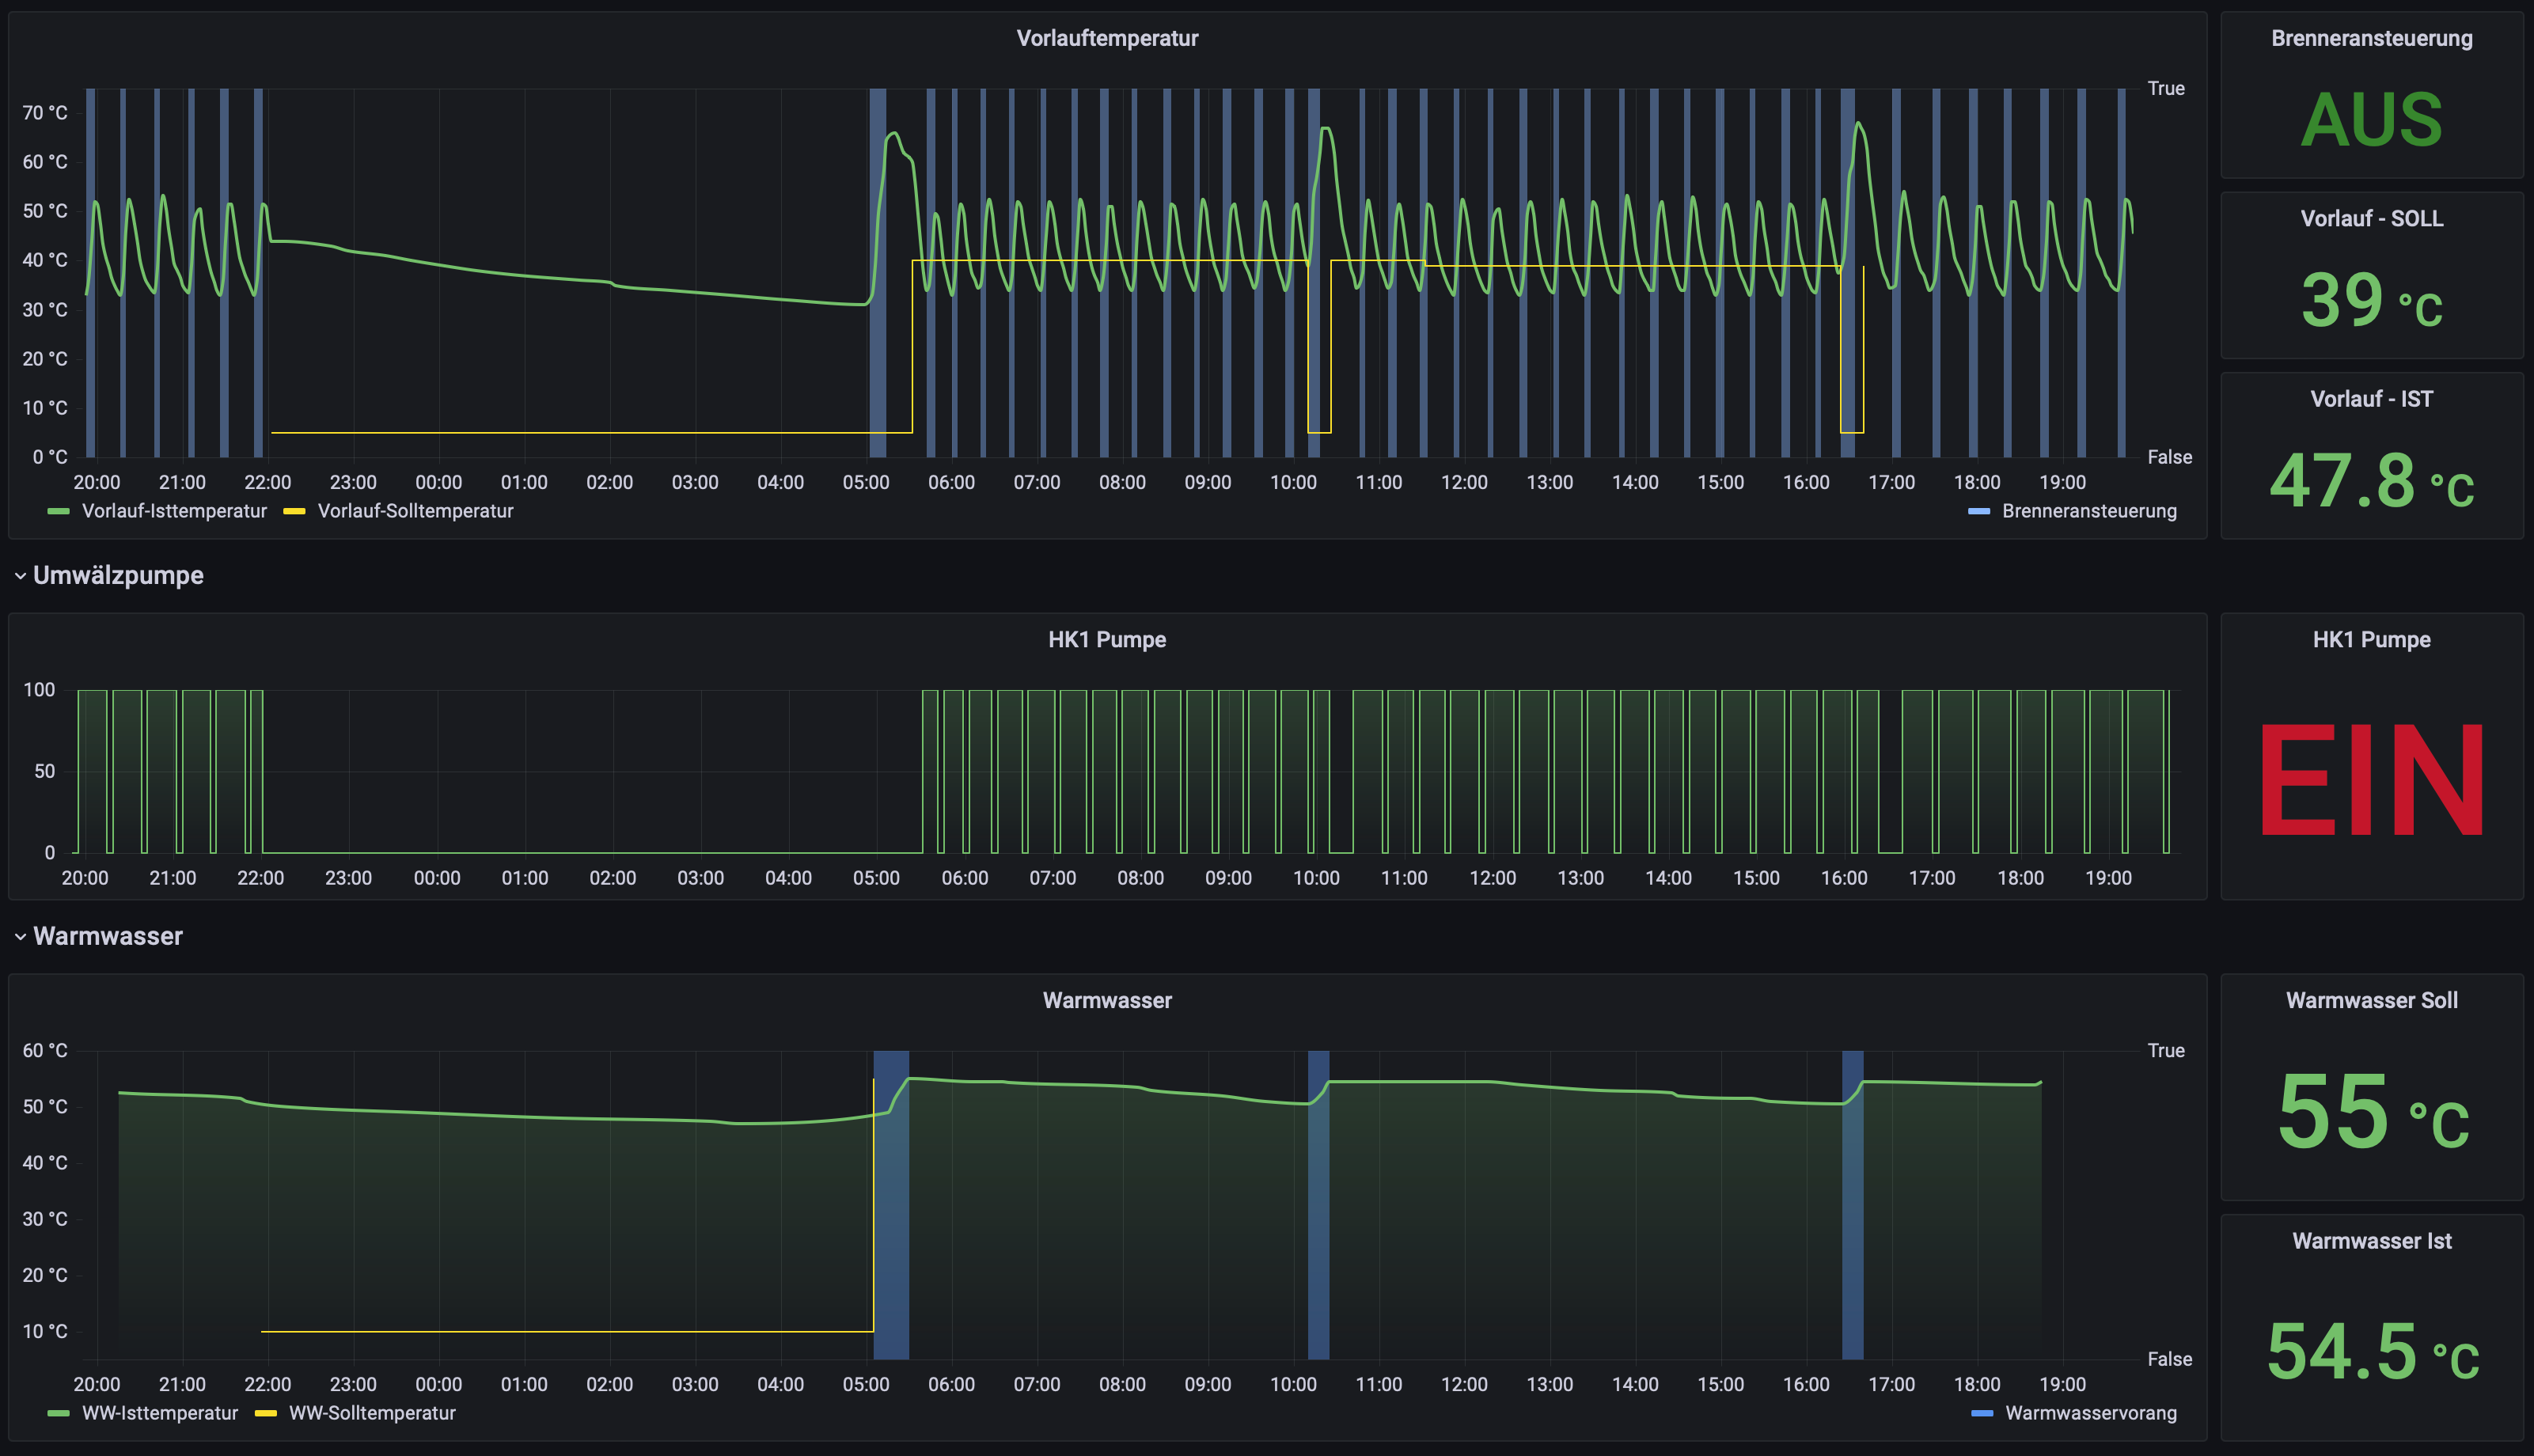 Vorlauftemperatur
70 °C
60 °C
50 °C
40 °C
30 °C
20 °C
10 °C
0 °C
True
False
20:00 21:00 22:00 23:00 00:00 01:00 02:00 03:00 04:00 05:00 06:00 07:00 08:00 09:00 10:00 11:00 12:00 13:00 14:00 15:00 16:00 17:00 18:00 19:00
Vorlauf-Isttemperatur Vorlauf-Solltemperatur Brenneransteuerung
Brenneransteuerung
AUS
Vorlauf - SOLL
39 °C
Vorlauf - IST
47.8 °C
Umwälzpumpe
HK1 Pumpe
100
50
0
20:00 21:00 22:00 23:00 00:00 01:00 02:00 03:00 04:00 05:00 06:00 07:00 08:00 09:00 10:00 11:00 12:00 13:00 14:00 15:00 16:00 17:00 18:00 19:00
HK1 Pumpe
EIN
Warmwasser
Warmwasser
60 °C
50 °C
40 °C
30 °C
20 °C
10 °C
True
False
20:00 21:00 22:00 23:00 00:00 01:00 02:00 03:00 04:00 05:00 06:00 07:00 08:00 09:00 10:00 11:00 12:00 13:00 14:00 15:00 16:00 17:00 18:00 19:00
WW-Isttemperatur WW-Solltemperatur Warmwasservorang
Warmwasser Soll
55 °C
Warmwasser Ist
54.5 °C